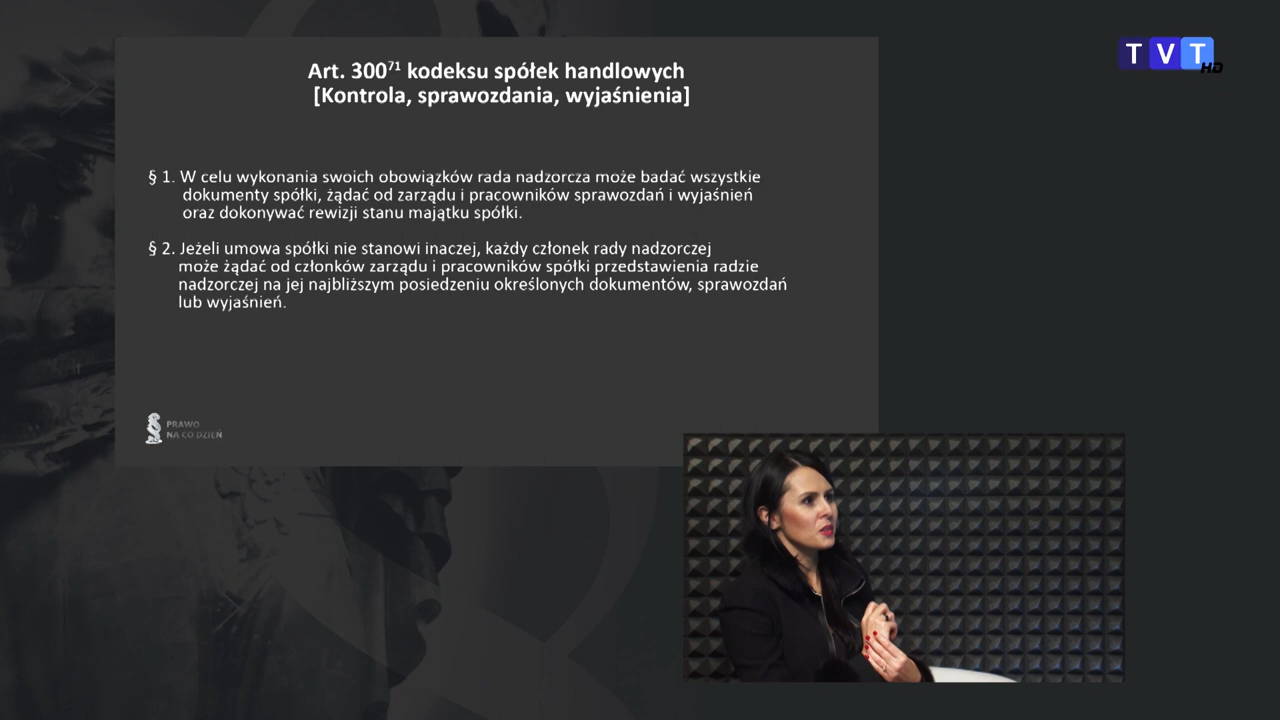 Art. 300⁷¹ kodeksu spółek handlowych
[Kontrola, sprawozdania, wyjaśnienia]
§ 1. W celu wykonania swoich obowiązków rada nadzorcza może badać wszystkie
dokumenty spółki, żądać od zarządu i pracowników sprawozdań i wyjaśnień
oraz dokonywać rewizji stanu majątku spółki.
§ 2. Jeżeli umowa spółki nie stanowi inaczej, każdy członek rady nadzorczej
może żądać od członków zarządu i pracowników spółki przedstawienia radzie
nadzorczej na jej najbliższym posiedzeniu określonych dokumentów, sprawozdań
lub wyjaśnień.
PRAWO
NA CO DZIEŃ
TVT HD